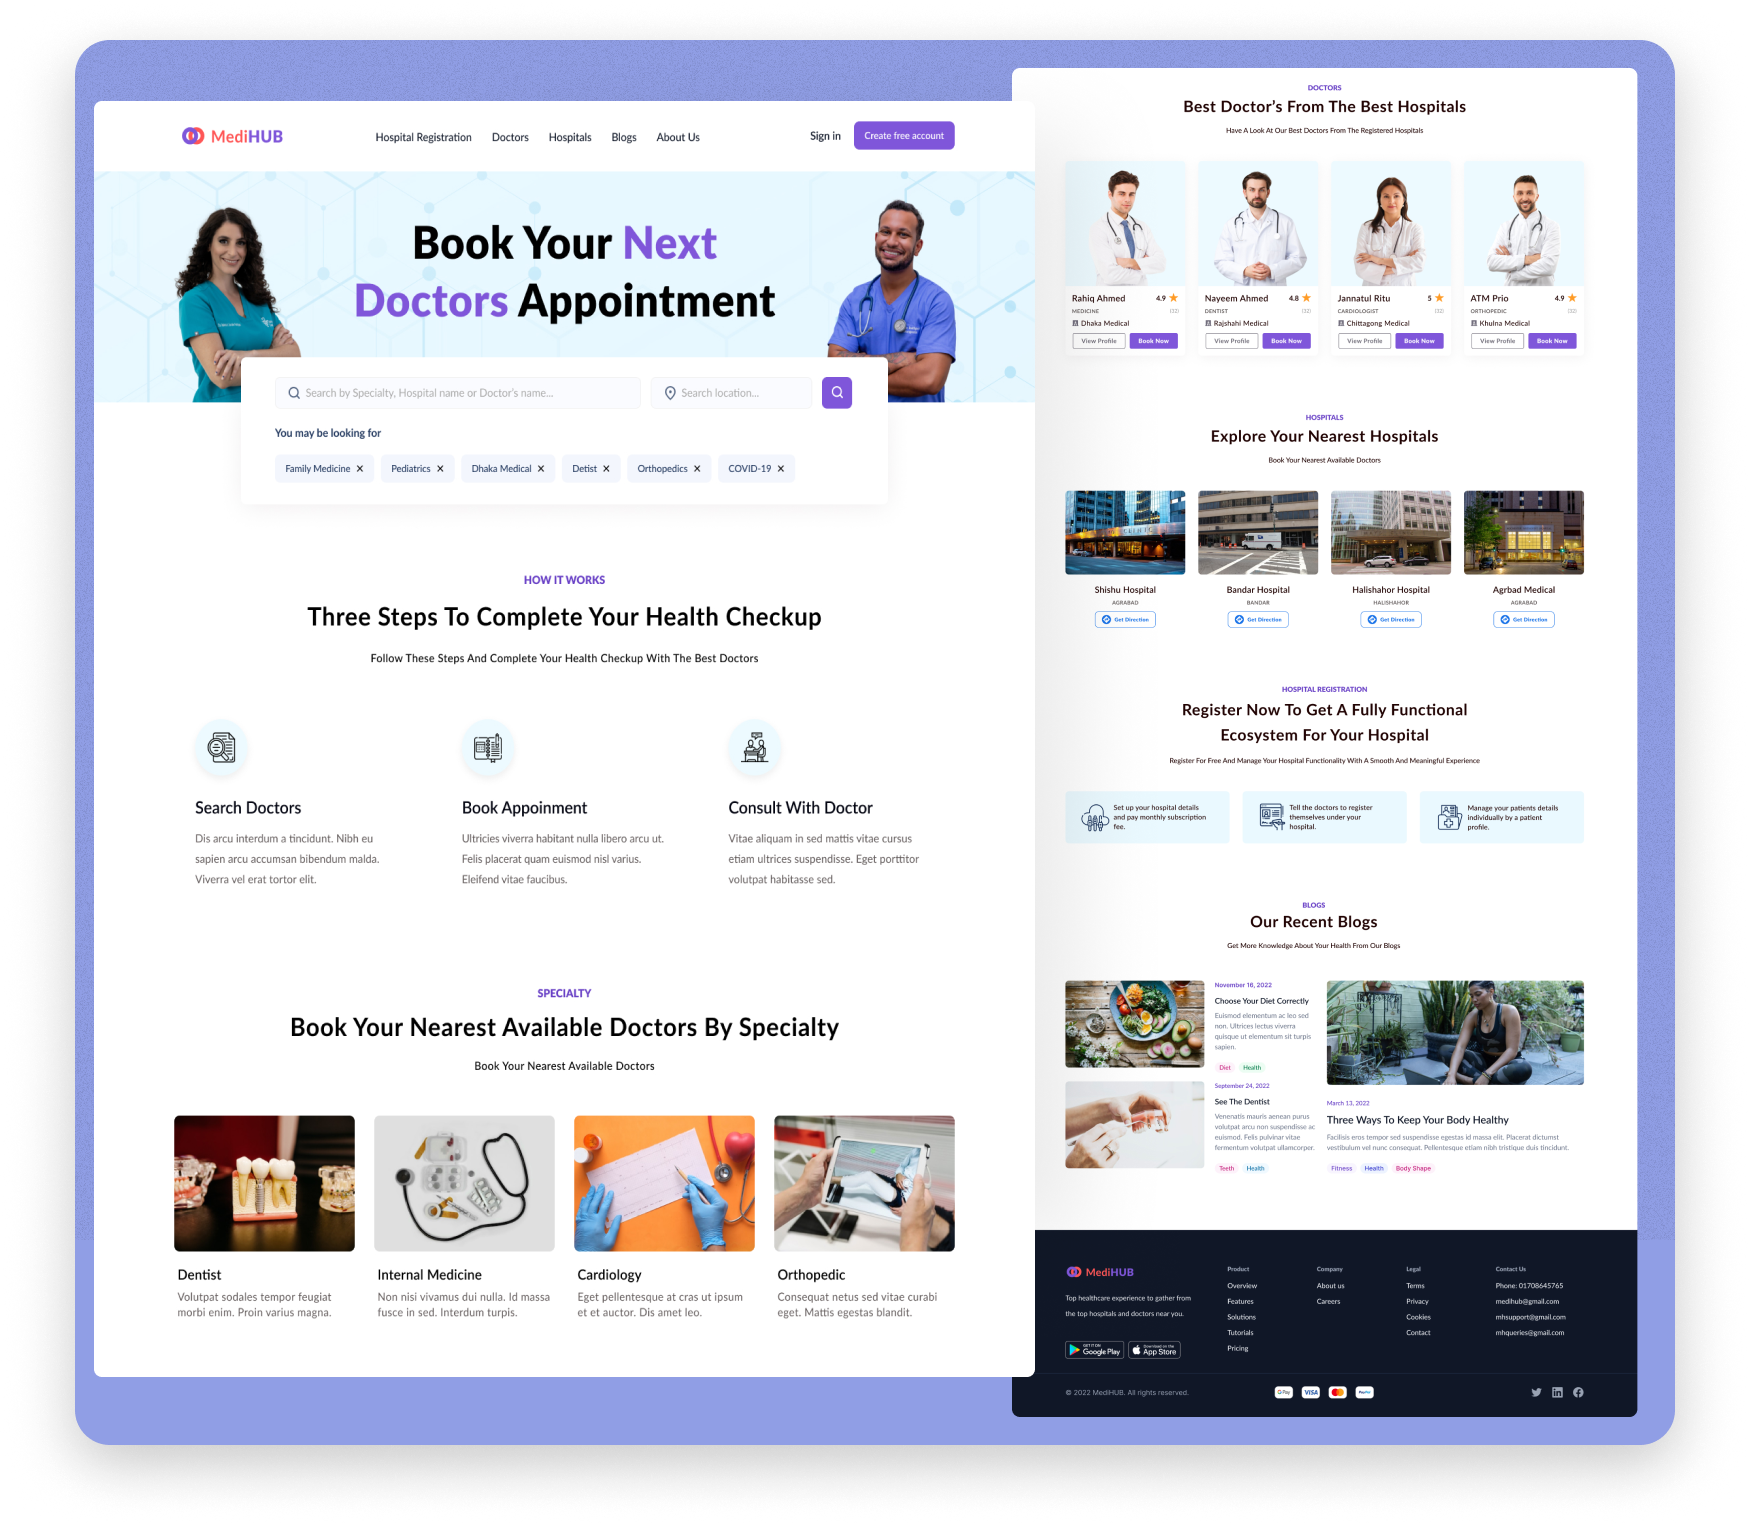 MediHUB
Hospital Registration Doctors Hospitals Blogs About Us
Sign in Create free account
Book Your Next
Doctors Appointment
Search by Specialty, Hospital name or Doctor's name...
Search location...
You may be looking for
Family Medicine Pediatrics Dhaka Medical Detist Orthopedics COVID-19
HOW IT WORKS
Three Steps To Complete Your Health Checkup
Follow These Steps And Complete Your Health Checkup With The Best Doctors
Search Doctors
Dis arcu interdum a tincidunt. Nibh eu
sapien arcu accumsan bibendum malda.
Viverra vel erat tortor elit.
Book Appoinment
Ultricies viverra habitant nulla libero arcu ut.
Felis placerat quam euismod nisl varius.
Eleifend vitae faucibus.
Consult With Doctor
Vitae aliquam in sed mattis vitae cursus
etiam ultrices suspendisse. Eget porttitor
volutpat habitasse sed.
SPECIALTY
Book Your Nearest Available Doctors By Specialty
Book Your Nearest Available Doctors
Dentist
Volutpat sodales tempor feugiat
morbi enim. Proin varius magna.
Internal Medicine
Non nisi vivamus dui nulla. Id massa
fusce in sed. Interdum turpis.
Cardiology
Eget pellentesque at cras ut ipsum
et et auctor. Dis amet leo.
Orthopedic
Consequat netus sed vitae curabi
eget. Mattis egestas blandit.
DOCTORS
Best Doctor's From The Best Hospitals
Have A Look At Our Best Doctors From The Registered Hospitals
Rahiq Ahmed 4.9
MEDICINE
Dhaka Medical
View Profile Book Now
Nayeem Ahmed 4.8
DENTIST
Rajshahi Medical
View Profile Book Now
Jannatul Ritu 5
CARDIOLOGIST
Chittagong Medical
View Profile Book Now
ATM Prio 4.9
ORTHOPEDIC
Khulna Medical
View Profile Book Now
HOSPITALS
Explore Your Nearest Hospitals
Book Your Nearest Available Doctors
Shishu Hospital
AGRABAD
Get Direction
Bandar Hospital
BANDAR
Get Direction
Halishahor Hospital
HALISHAHOR
Get Direction
Agrbad Medical
AGRABAD
Get Direction
HOSPITAL REGISTRATION
Register Now To Get A Fully Functional
Ecosystem For Your Hospital
Register For Free And Manage Your Hospital Functionality With A Smooth And Meaningful Experience
Set up your hospital details
and pay monthly subscription
fee.
Tell the doctors to register
themselves under your
hospital.
Manage your patients details
individually by a patient
profile.
BLOGS
Our Recent Blogs
Get More Knowledge About Your Health From Our Blogs
November 16, 2022
Choose Your Diet Correctly
Euismod elementum ac leo sed
non. Ultrices lectus viverra
quisque ut elementum sit turpis
sapien.
Diet Health
September 24, 2022
See The Dentist
Venenatis mauris aenean purus
volutpat arcu non suspendisse ac
euismod. Felis pulvinar vitae
fermentum volutpat ullamcorper.
Teeth Health
March 13, 2022
Three Ways To Keep Your Body Healthy
Facilisis eros tempor sed suspendisse egestas id massa elit. Placerat dictumst
vestibulum vel nunc consequat. Pellentesque etiam nibh tristique duis tincidunt.
Fitness Health Body Shape
MediHUB
Top healthcare experience to gather from
the top hospitals and doctors near you.
GET IT ON
Google Play
Download on the
App Store
Product
Overview
Features
Solutions
Tutorials
Pricing
Company
About us
Careers
Legal
Terms
Privacy
Cookies
Contact
Contact Us
Phone: 01708645765
medihub@gmail.com
mhsupport@gmail.com
mhqueries@gmail.com
© 2022 MediHUB. All rights reserved.
G Pay VISA PayPal